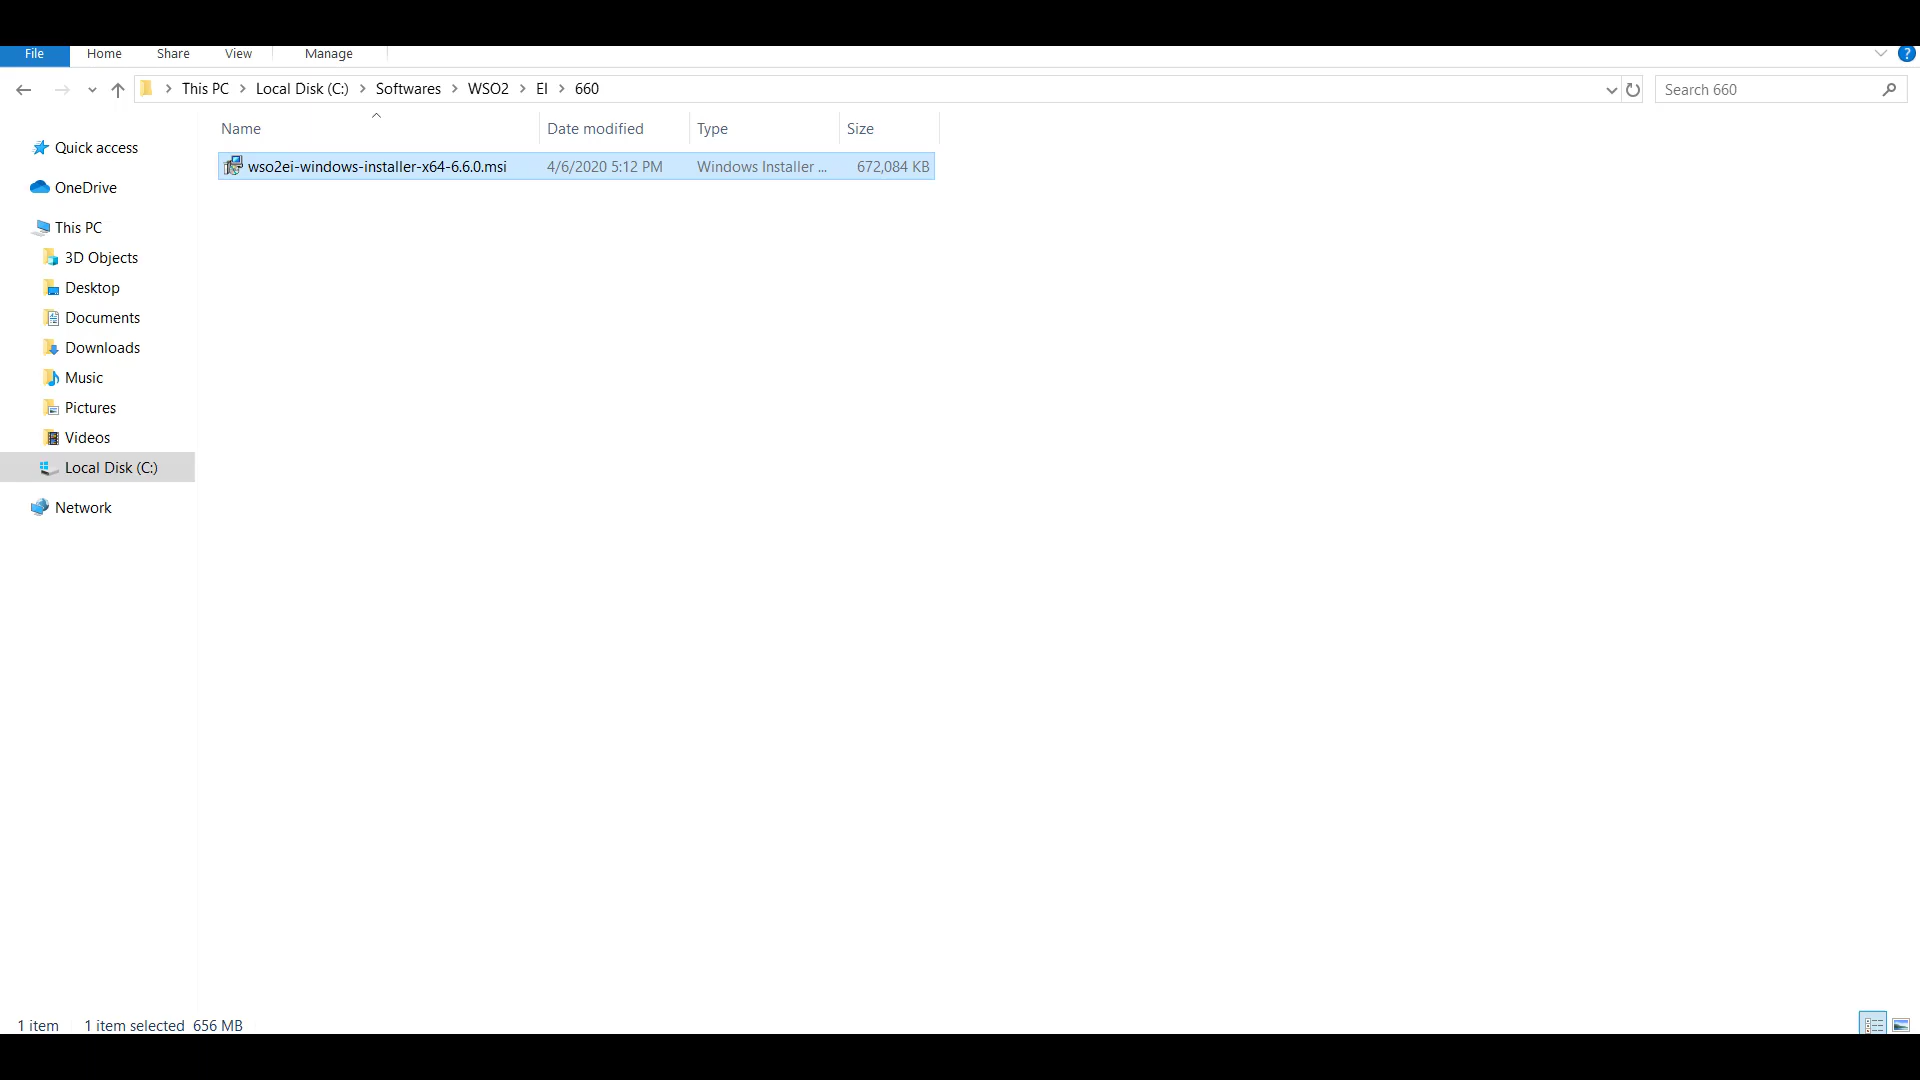 File Home Share View Manage ?
This PC Local Disk (C:) Softwares WSO2 EI 660 Search 660
Name Date modified Type Size
wso2ei-windows-installer-x64-6.6.0.msi 4/6/2020 5:12 PM Windows Installer ... 672,084 KB
Quick access
OneDrive
This PC
3D Objects
Desktop
Documents
Downloads
Music
Pictures
Videos
Local Disk (C:)
Network
1 item 1 item selected 656 MB